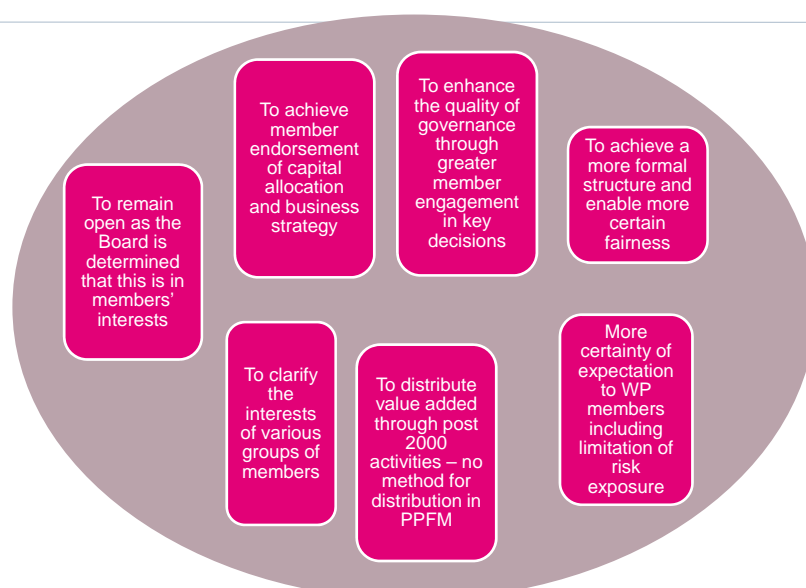 To remain
open as the
Board is
determined
that this is in
members’
interests
To achieve
member
endorsement
of capital
allocation
and business
strategy
To enhance
the quality of
governance
through
greater
member
engagement
in key
decisions
To achieve a
more formal
structure and
enable more
certain
fairness
To clarify
the
interests
of various
groups of
members
To distribute
value added
through post
2000
activities – no
method for
distribution in
PPFM
More
certainty of
expectation
to WP
members
including
limitation of
risk
exposure